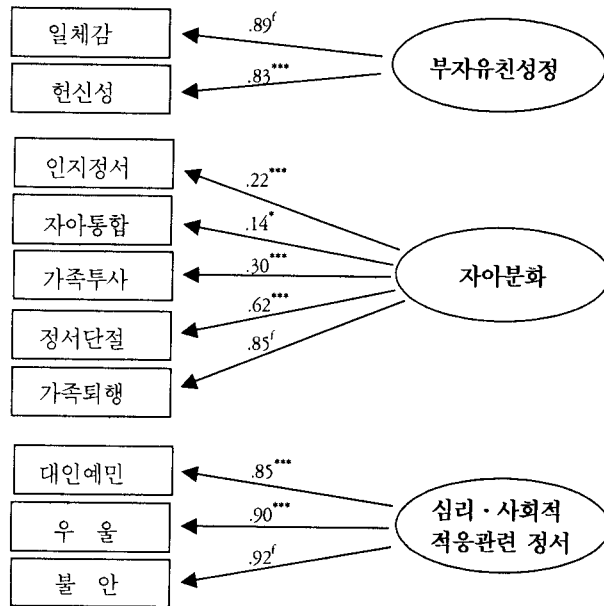 일체감
.89f
헌신성
.83***
부자유친성정
인지정서
.22***
자아통합
.14*
가족투사
.30***
자아분화
정서단절
.62***
가족퇴행
.85f
대인예민
.85***
우 울
.90***
심리·사회적
적응관련 정서
불 안
.92f